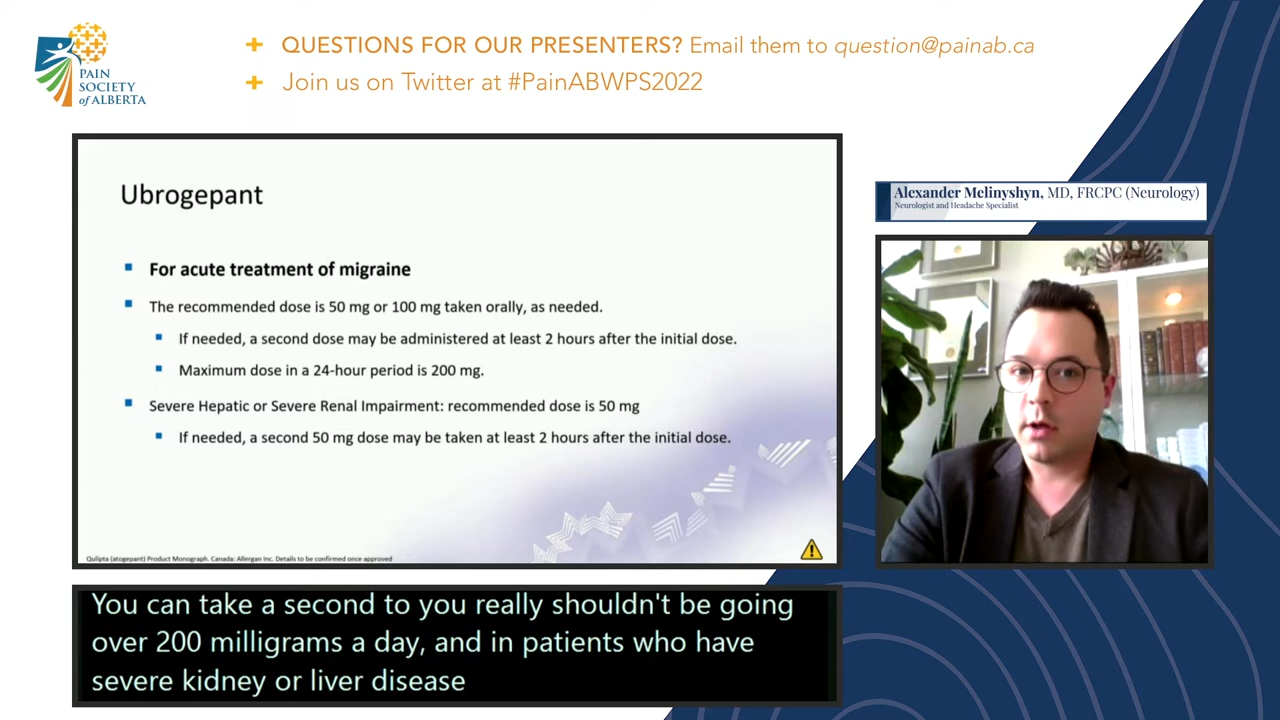 PAIN
SOCIETY
of ALBERTA
+ QUESTIONS FOR OUR PRESENTERS? Email them to question@painab.ca
+ Join us on Twitter at #PainABWPS2022
Ubrogepant
For acute treatment of migraine
The recommended dose is 50 mg or 100 mg taken orally, as needed.
If needed, a second dose may be administered at least 2 hours after the initial dose.
Maximum dose in a 24-hour period is 200 mg.
Severe Hepatic or Severe Renal Impairment: recommended dose is 50 mg
If needed, a second 50 mg dose may be taken at least 2 hours after the initial dose.
Qulipta (atogepant) Product Monograph. Canada: Allergan Inc. Details to be confirmed once approved
Alexander Melinyshyn, MD, FRCPC (Neurology)
Neurologist and Headache Specialist
You can take a second to you really shouldn't be going
over 200 milligrams a day, and in patients who have
severe kidney or liver disease